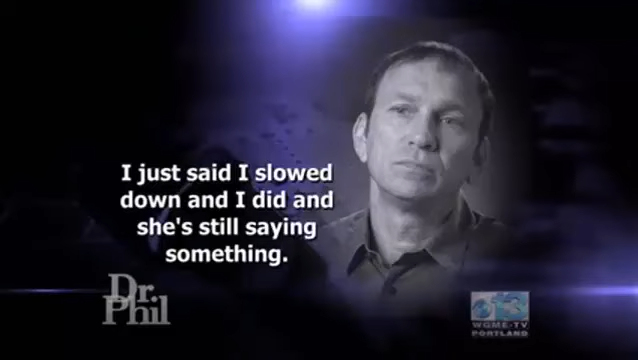 I just said I slowed
down and I did and
she's still saying
something.
Dr.
Phil
13
WGME-TV
PORTLAND